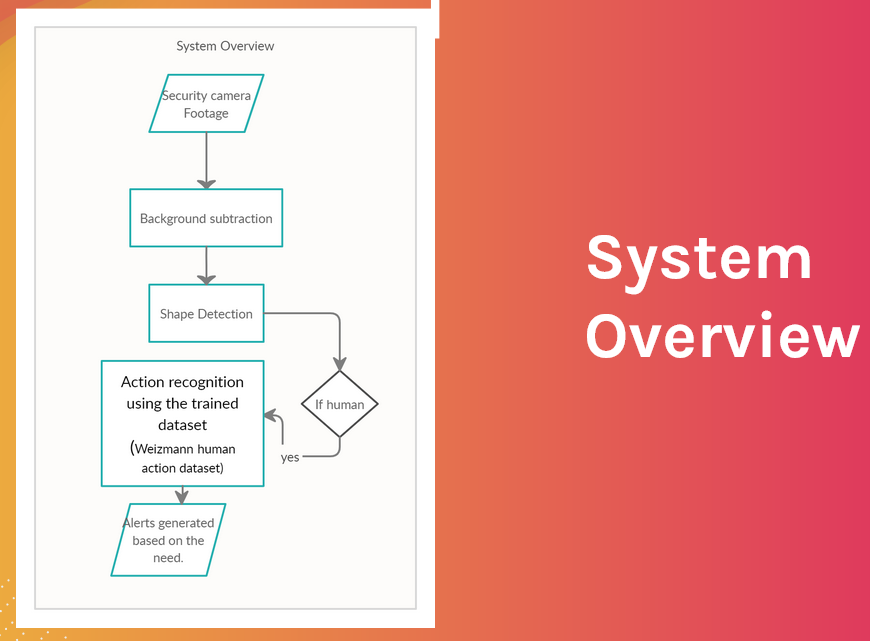 System Overview
Security camera
Footage
Background subtraction
Shape Detection
If human
yes
Action recognition
using the trained
dataset
(Weizmann human
action dataset)
Alerts generated
based on the
need.
System
Overview